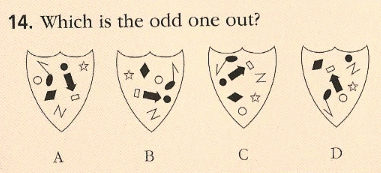 14. Which is the odd one out?
A B C D